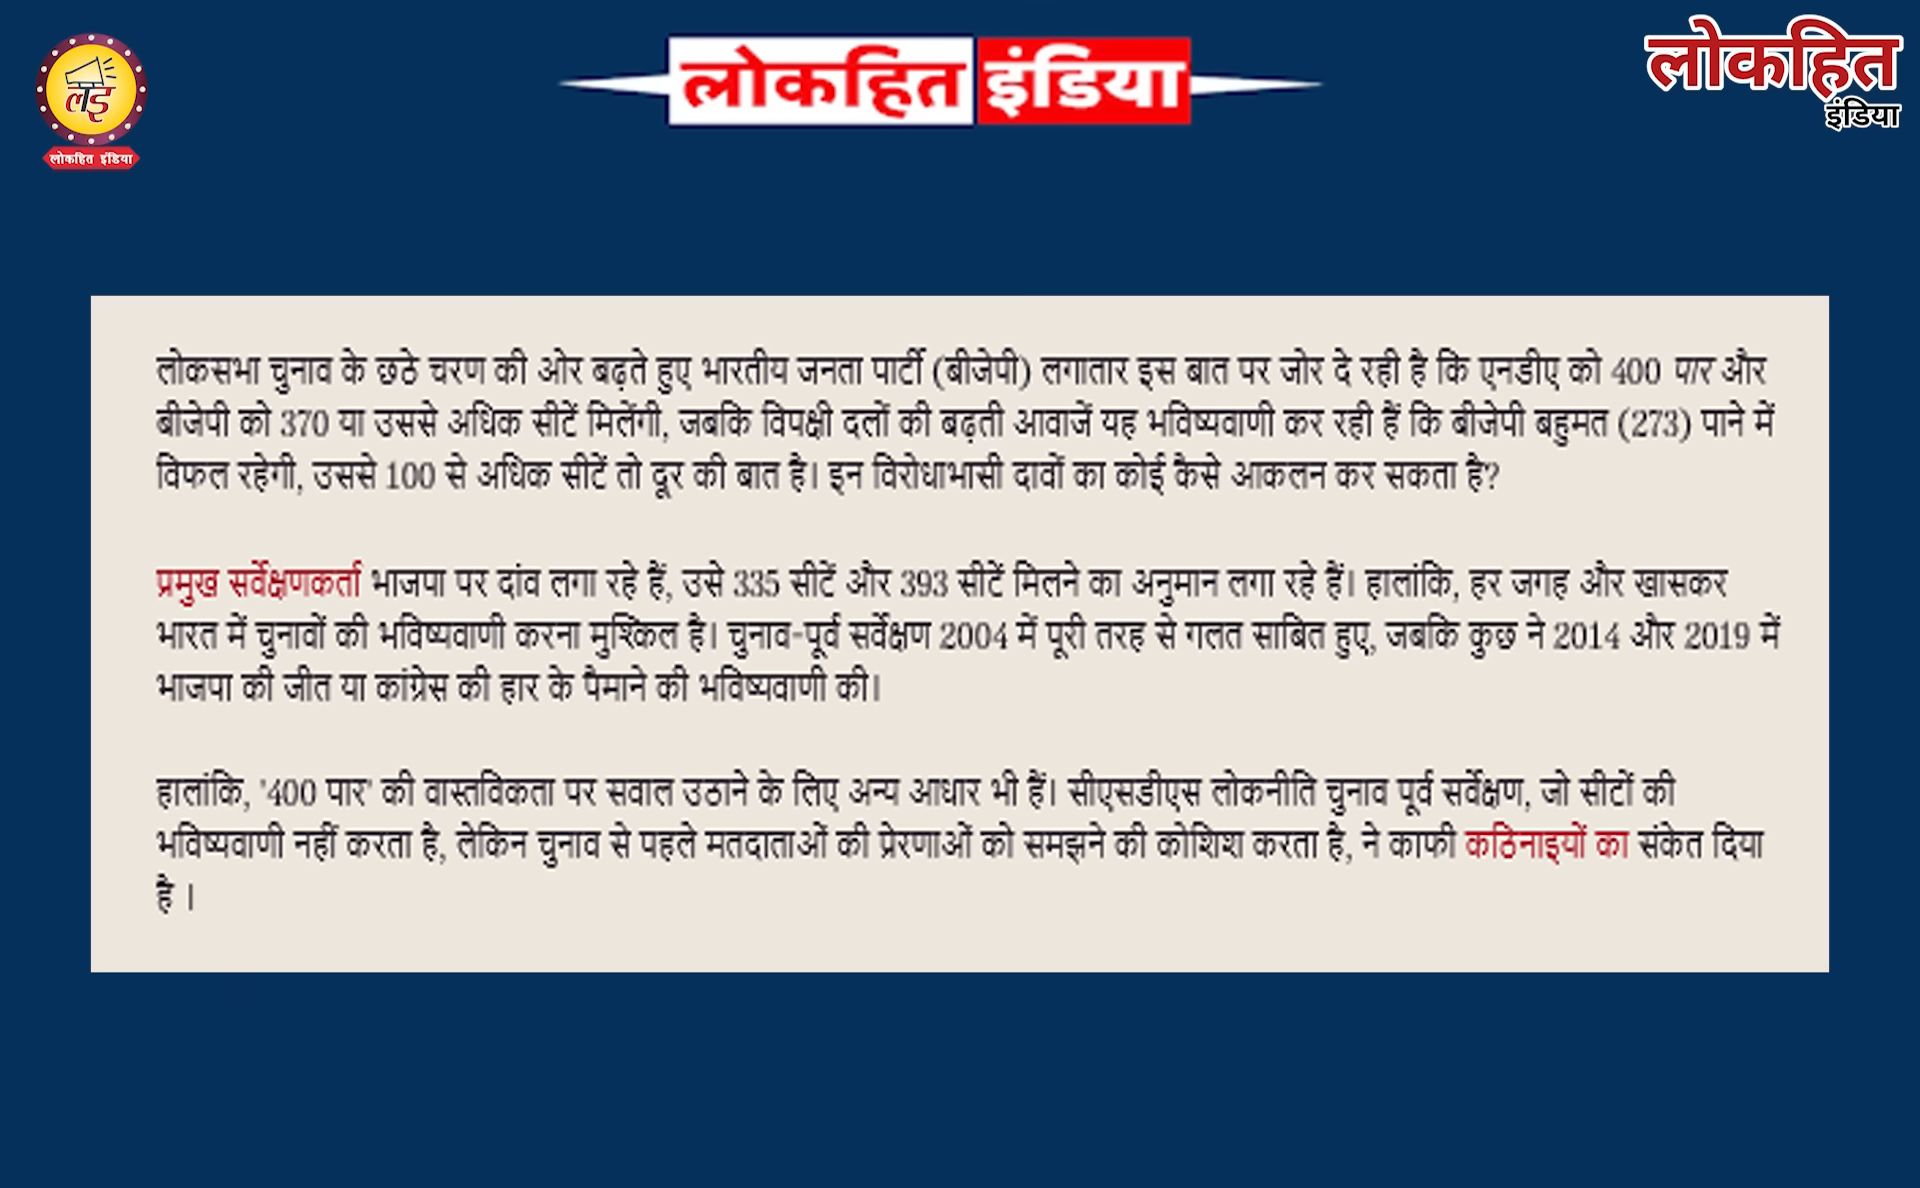 लइ
लोकहित इंडिया
लोकहित इंडिया
लोकहित
इंडिया
लोकसभा चुनाव के छठे चरण की ओर बढ़ते हुए भारतीय जनता पार्टी (बीजेपी) लगातार इस बात पर जोर दे रही है कि एनडीए को 400 पार और
बीजेपी को 370 या उससे अधिक सीटें मिलेंगी, जबकि विपक्षी दलों की बढ़ती आवाजें यह भविष्यवाणी कर रही हैं कि बीजेपी बहुमत (273) पाने में
विफल रहेगी, उससे 100 से अधिक सीटें तो दूर की बात है। इन विरोधाभासी दावों का कोई कैसे आकलन कर सकता है?
प्रमुख सर्वेक्षणकर्ता भाजपा पर दांव लगा रहे हैं, उसे 335 सीटें और 393 सीटें मिलने का अनुमान लगा रहे हैं। हालांकि, हर जगह और खासकर
भारत में चुनावों की भविष्यवाणी करना मुश्किल है। चुनाव-पूर्व सर्वेक्षण 2004 में पूरी तरह से गलत साबित हुए, जबकि कुछ ने 2014 और 2019 में
भाजपा की जीत या कांग्रेस की हार के पैमाने की भविष्यवाणी की।
हालांकि, '400 पार' की वास्तविकता पर सवाल उठाने के लिए अन्य आधार भी हैं। सीएसडीएस लोकनीति चुनाव पूर्व सर्वेक्षण, जो सीटों की
भविष्यवाणी नहीं करता है, लेकिन चुनाव से पहले मतदाताओं की प्रेरणाओं को समझने की कोशिश करता है, ने काफी कठिनाइयों का संकेत दिया
है ।